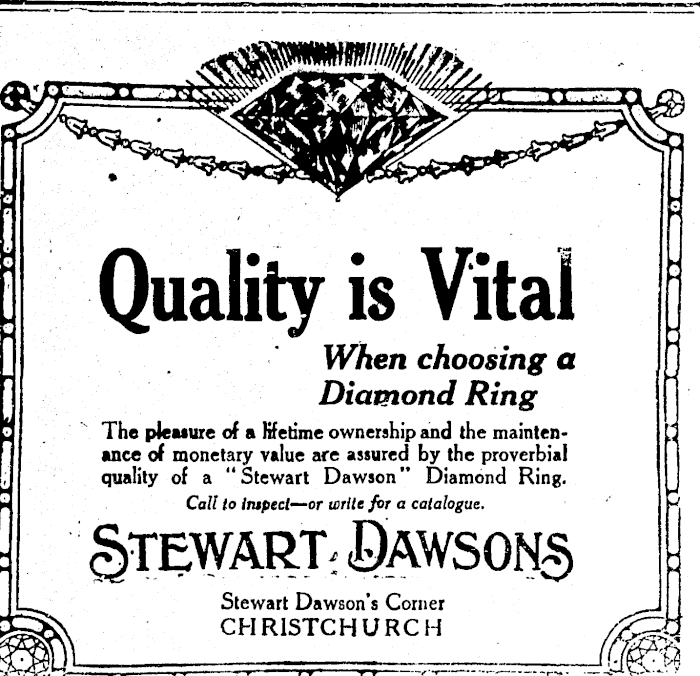 Quality is Vital
When choosing a
Diamond Ring
The pleasure of a lifetime ownership and the mainten-
ance of monetary value are assured by the proverbial
quality of a "Stewart Dawson" Diamond Ring.
Call to inspect—or write for a catalogue.
STEWART DAWSONS
Stewart Dawson's Corner
CHRISTCHURCH